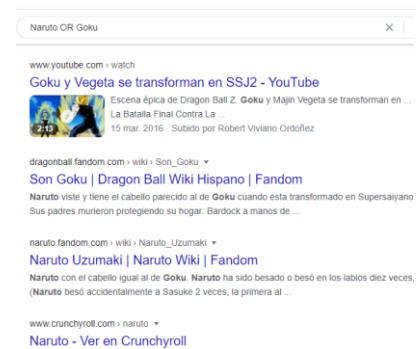 Naruto OR Goku
www.youtube.com › watch
Goku y Vegeta se transforman en SSJ2 - YouTube
Escena épica de Dragon Ball Z. Goku y Majin Vegeta se transforman en ...
La Batalla Final Contra La ...
2:13
15 mar. 2016 · Subido por Robert Viviano Ordoñez
dragonball.fandom.com › wiki › Son_Goku
Son Goku | Dragon Ball Wiki Hispano | Fandom
Naruto viste y tiene el cabello parecido al de Goku cuando esta transformado en Supersaiyano
Sus padres murieron protegiendo su hogar: Bardock a manos de ...
naruto.fandom.com › wiki › Naruto_Uzumaki
Naruto Uzumaki | Naruto Wiki | Fandom
Naruto con el cabello igual al de Goku. Naruto ha sido besado o besó en los labios diez veces,
(Naruto besó accidentalmente a Sasuke 2 veces, la primera al ...
www.crunchyroll.com › naruto
Naruto - Ver en Crunchyroll